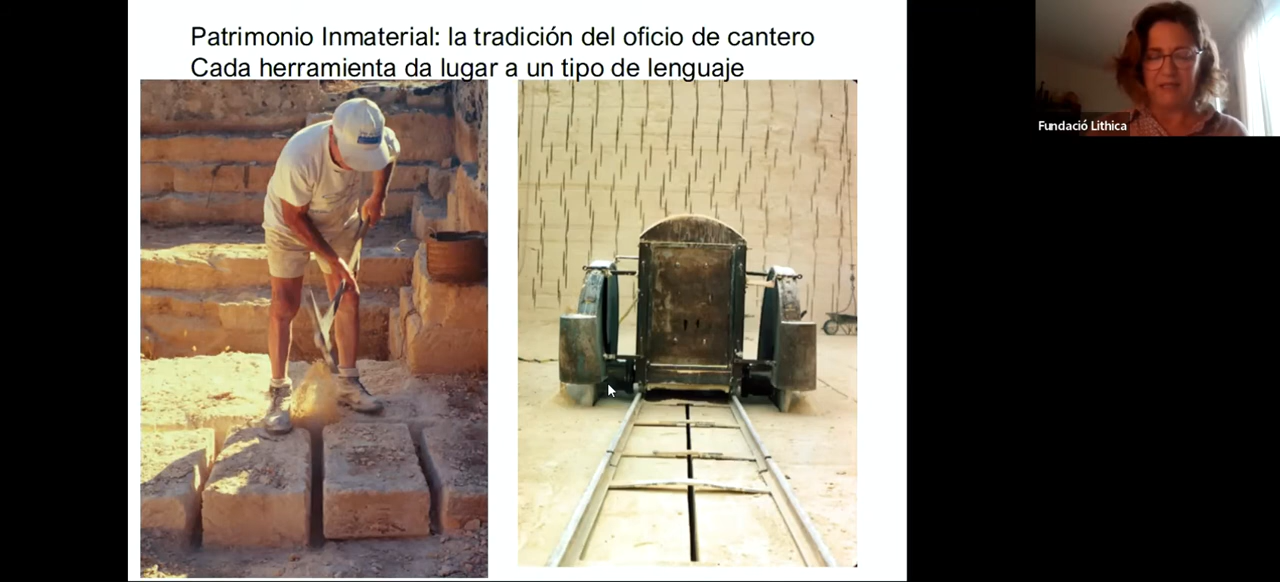 Patrimonio Inmaterial: la tradición del oficio de cantero
Cada herramienta da lugar a un tipo de lenguaje
Fundació Lithica